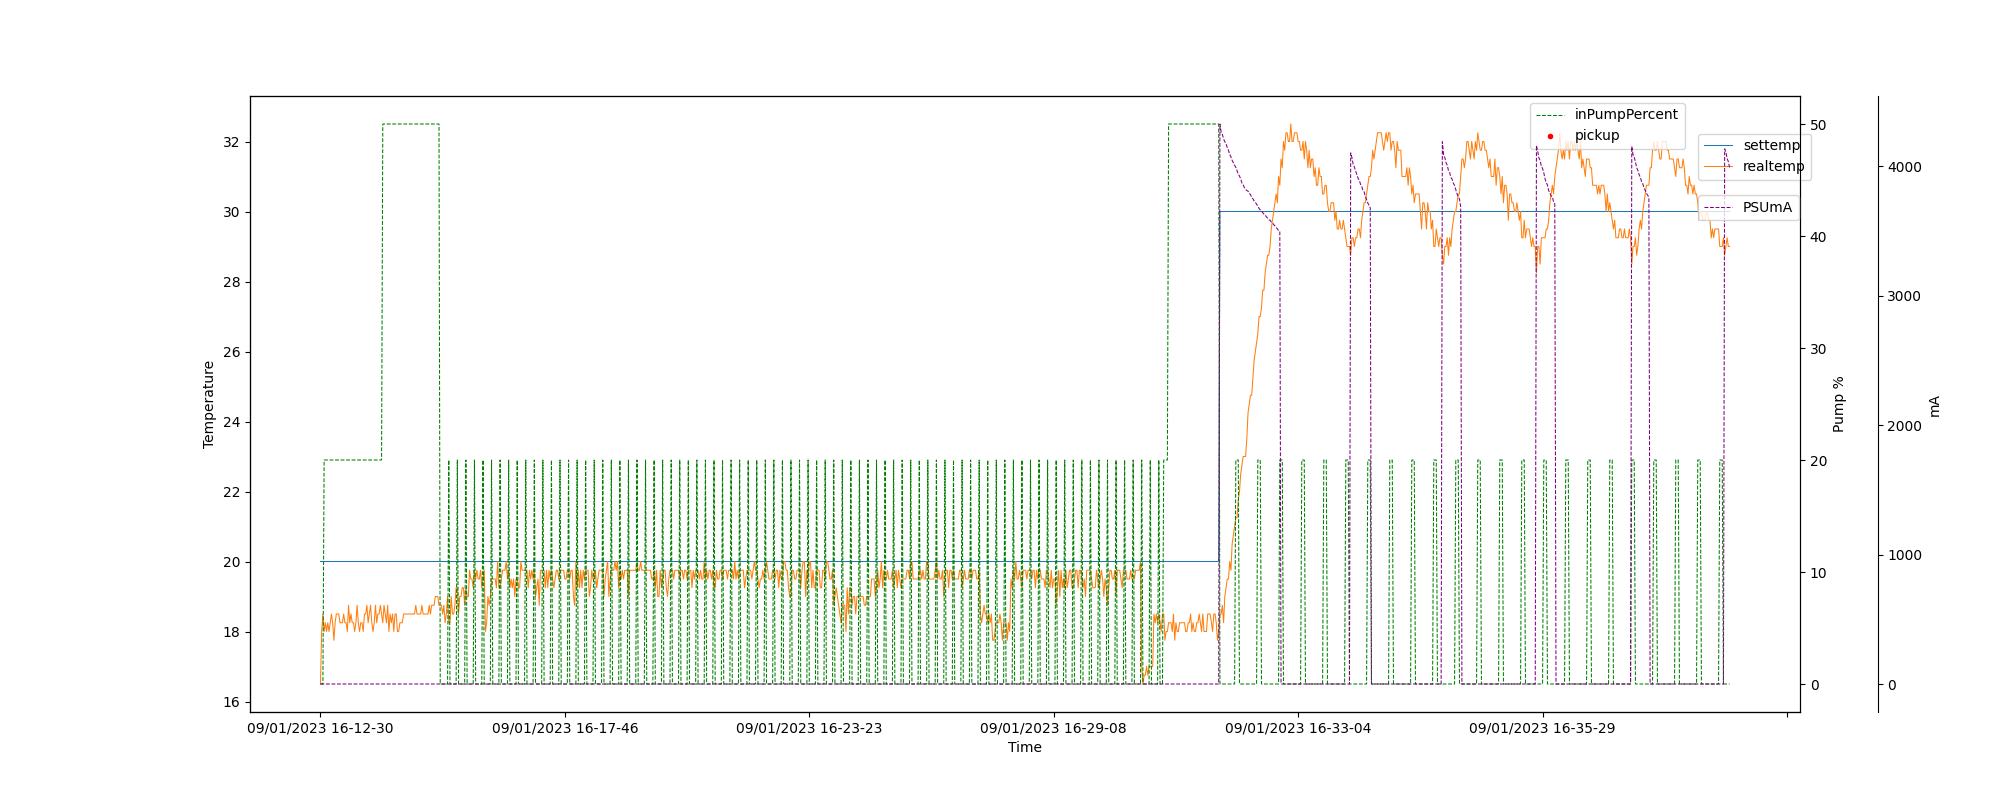 inPumpPercent
pickup
settemp
realtemp
PSUmA
Temperature
32
30
28
26
24
22
20
18
16
50
40
30
20
10
0
Pump %
4000
3000
2000
1000
0
mA
09/01/2023 16-12-30
09/01/2023 16-17-46
09/01/2023 16-23-23
09/01/2023 16-29-08
09/01/2023 16-33-04
09/01/2023 16-35-29
Time